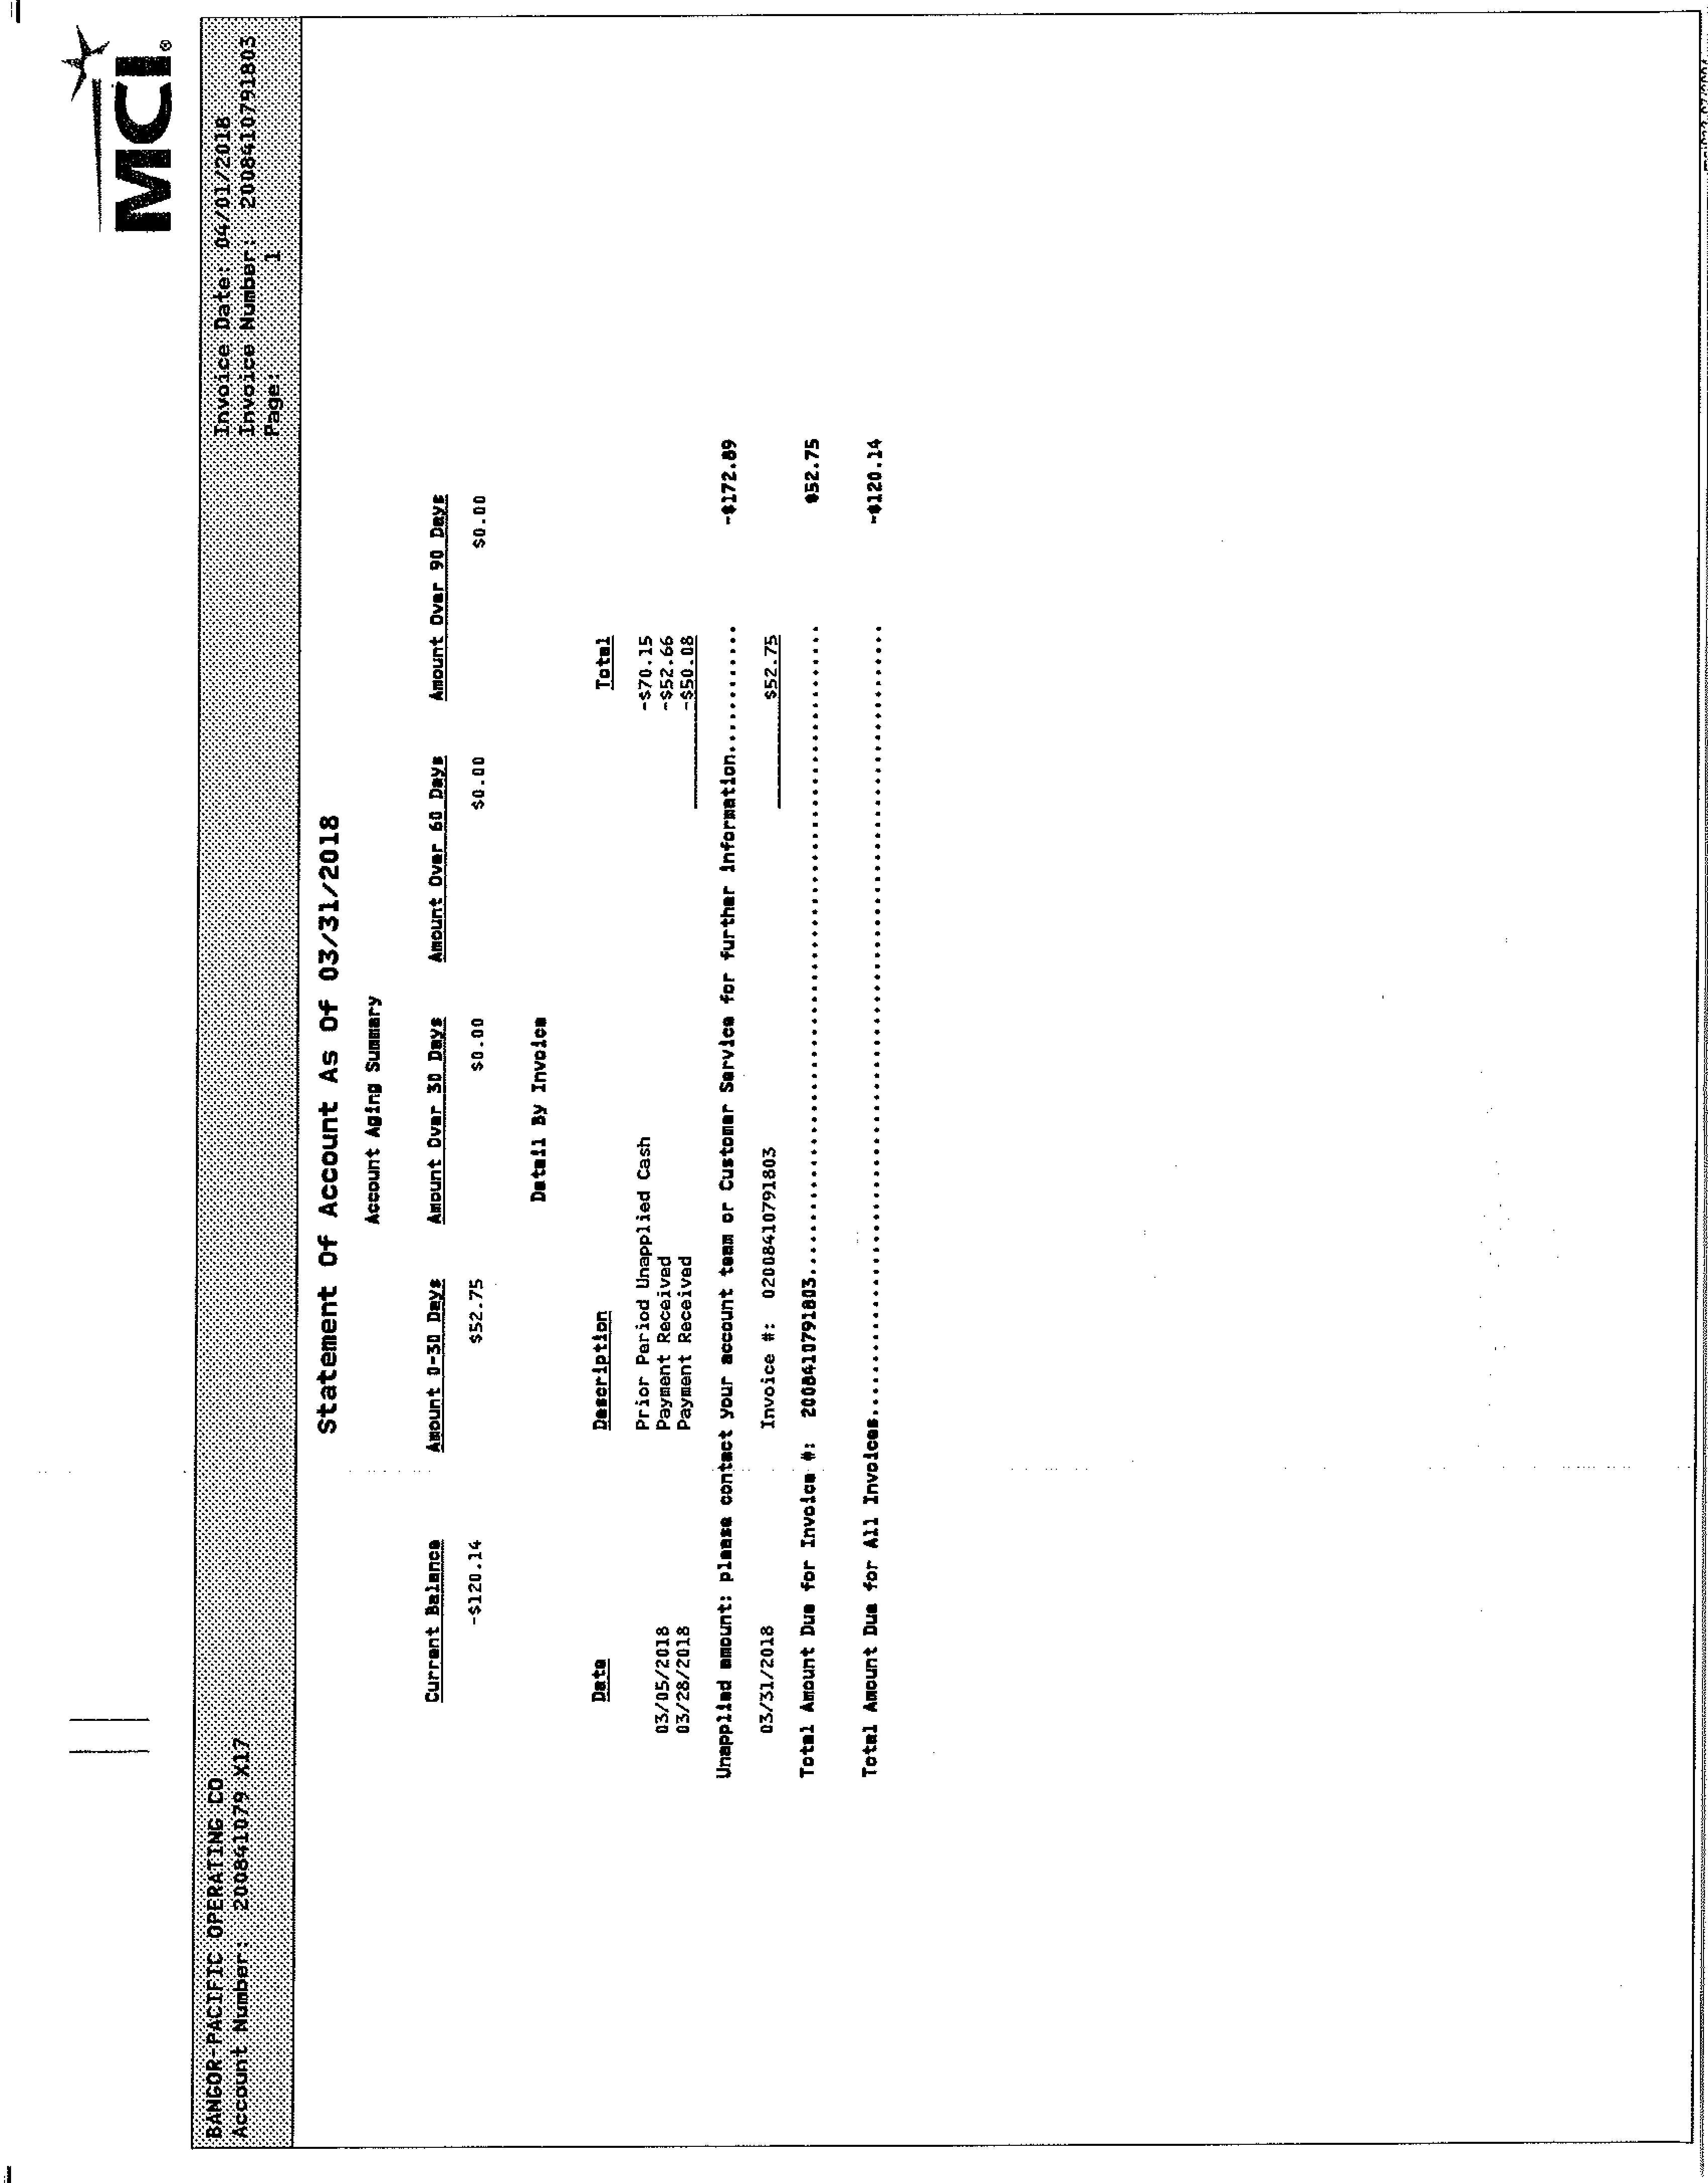 MCI®
BANGOR-PACIFIC OPERATING CO Invoice Date: 04/01/2018
Account Number: 200841079 X17 Invoice Number: 2008410791803
Page: 1
Statement Of Account As Of 03/31/2018
Account Aging Summary
Current Balance Amount 0-30 Days Amount Over 30 Days Amount Over 60 Days Amount Over 90 Days
-$120.14 $52.75 $0.00 $0.00 $0.00
Detail By Invoice
Date Description Total
Prior Period Unapplied Cash -$70.15
03/05/2018 Payment Received -$52.66
03/28/2018 Payment Received -$50.08
Unapplied amount: please contact your account team or Customer Service for further information........... -$172.89
03/31/2018 Invoice #: 02008410791803 $52.75
Total Amount Due for Invoice #: 2008410791803.............................................................. $52.75
Total Amount Due for All Invoices.......................................................................... -$120.14